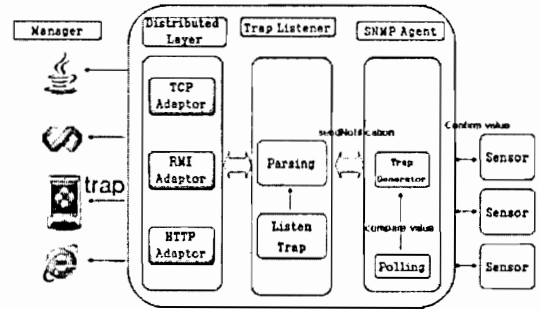 Manager
Distributed
Layer
Trap Listener
SNMP Agent
TCP
Adaptor
RMI
Adaptor
HTTP
Adaptor
trap
Parsing
Listen
Trap
sendNotification
Trap
Generator
compare value
Polling
Confirm value
Sensor
Sensor
Sensor